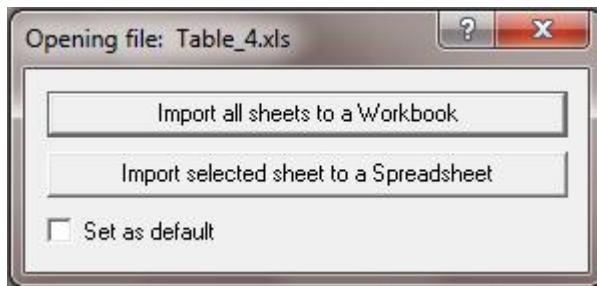 Opening file: Table_4.xls
?
X
Import all sheets to a Workbook
Import selected sheet to a Spreadsheet
Set as default